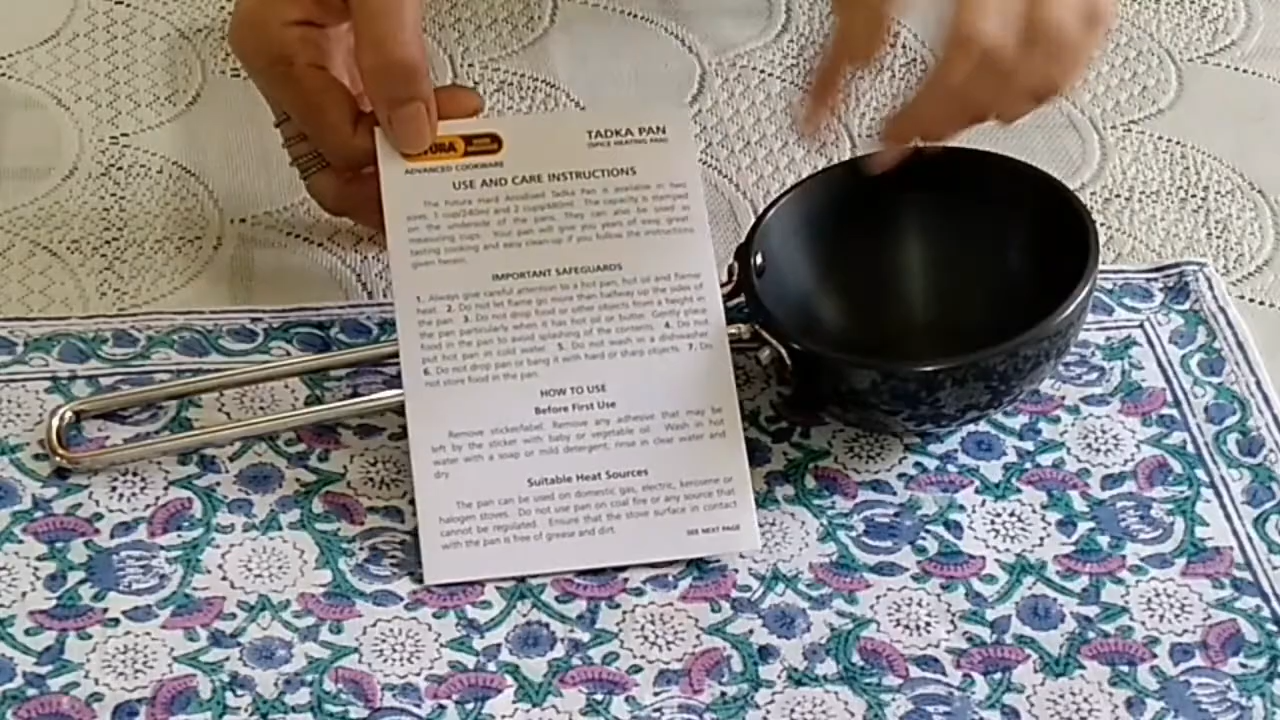 TADKA PAN
(SPICE HEATING PAN)
ADVANCED COOKWARE
USE AND CARE INSTRUCTIONS
The Futura Hard Anodised Tadka Pan is available in two
sizes, 1 cup/240ml and 2 cups/480ml. The capacity is stamped
on the underside of the pans. They can also be used as
measuring cups. Your pan will give you years of easy, great
tasting cooking and easy clean-up if you follow the instructions
given herein.
IMPORTANT SAFEGUARDS
1. Always give careful attention to a hot pan, hot oil and flame/
heat. 2. Do not let flame go more than halfway up the sides of
the pan. 3. Do not drop food or other objects from a height in
the pan particularly when it has hot oil or butter. Gently place
food in the pan to avoid splashing of the contents. 4. Do not
put hot pan in cold water. 5. Do not wash in a dishwasher.
6. Do not drop pan or bang it with hard or sharp objects. 7. Do
not store food in the pan.
HOW TO USE
Before First Use
Remove sticker/label. Remove any adhesive that may be
left by the sticker with baby or vegetable oil. Wash in hot
water with a soap or mild detergent, rinse in clear water and
dry.
Suitable Heat Sources
The pan can be used on domestic gas, electric, kerosene or
halogen stoves. Do not use pan on coal fire or any source that
cannot be regulated. Ensure that the stove surface in contact
with the pan is free of grease and dirt.
SEE NEXT PAGE